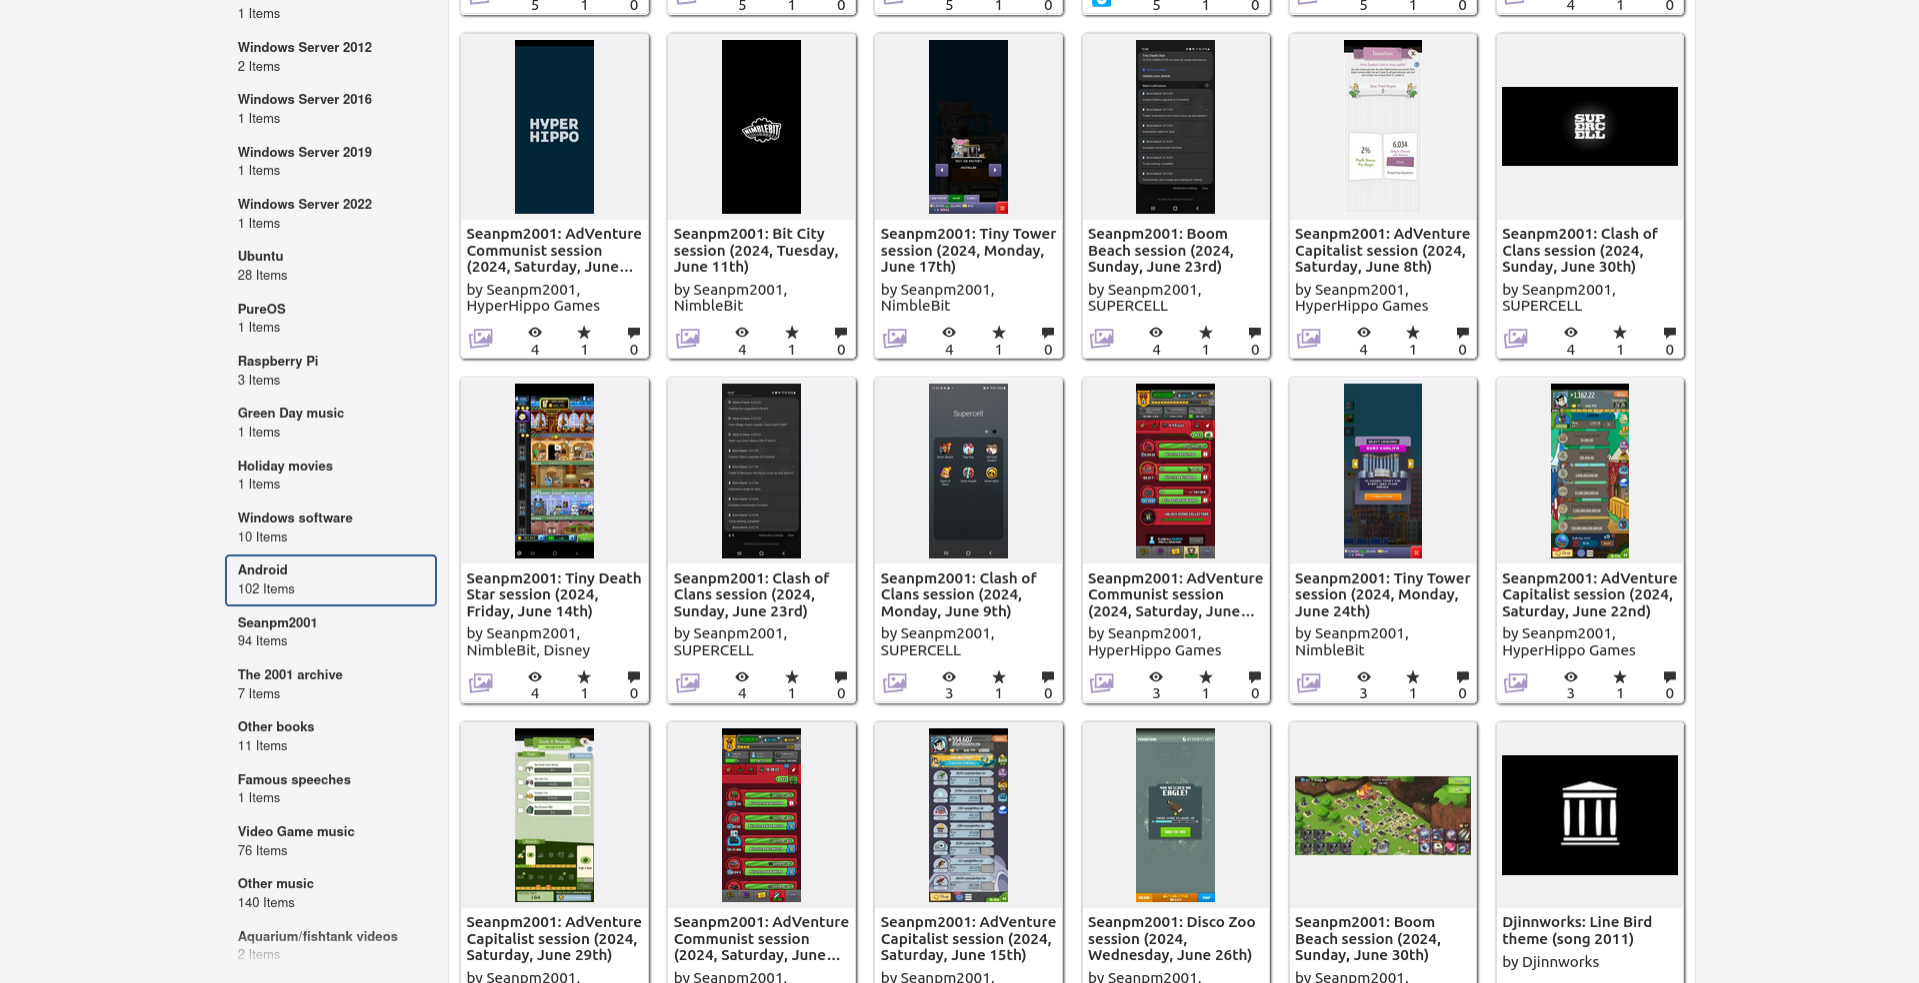 1 Items
Windows Server 2012
2 Items
Windows Server 2016
1 Items
Windows Server 2019
1 Items
Windows Server 2022
1 Items
Ubuntu
28 Items
PureOS
1 Items
Raspberry Pi
3 Items
Green Day music
1 Items
Holiday movies
1 Items
Windows software
10 Items
Android
102 Items
Seanpm2001
94 Items
The 2001 archive
7 Items
Other books
11 Items
Famous speeches
1 Items
Video Game music
76 Items
Other music
140 Items
Aquarium/fishtank videos
2 Items
5 1 0
5 1 0
5 1 0
5 1 0
5 1 0
4 1 0
HYPER
HIPPO
Seanpm2001: AdVenture
Communist session
(2024, Saturday, June...
by Seanpm2001,
HyperHippo Games
4 1 0
NIMBLEBIT
Seanpm2001: Bit City
session (2024, Tuesday,
June 11th)
by Seanpm2001,
NimbleBit
4 1 0
Seanpm2001: Tiny Tower
session (2024, Monday,
June 17th)
by Seanpm2001,
NimbleBit
4 1 0
Seanpm2001: Boom
Beach session (2024,
Sunday, June 23rd)
by Seanpm2001,
SUPERCELL
4 1 0
2%
6,034
Seanpm2001: AdVenture
Capitalist session (2024,
Saturday, June 8th)
by Seanpm2001,
HyperHippo Games
4 1 0
SUP
ERC
ELL
Seanpm2001: Clash of
Clans session (2024,
Sunday, June 30th)
by Seanpm2001,
SUPERCELL
4 1 0
Seanpm2001: Tiny Death
Star session (2024,
Friday, June 14th)
by Seanpm2001,
NimbleBit, Disney
4 1 0
Seanpm2001: Clash of
Clans session (2024,
Sunday, June 23rd)
by Seanpm2001,
SUPERCELL
4 1 0
Supercell
Seanpm2001: Clash of
Clans session (2024,
Monday, June 9th)
by Seanpm2001,
SUPERCELL
3 1 0
Seanpm2001: AdVenture
Communist session
(2024, Saturday, June...
by Seanpm2001,
HyperHippo Games
3 1 0
Seanpm2001: Tiny Tower
session (2024, Monday,
June 24th)
by Seanpm2001,
NimbleBit
3 1 0
Seanpm2001: AdVenture
Capitalist session (2024,
Saturday, June 22nd)
by Seanpm2001,
HyperHippo Games
3 1 0
Seanpm2001: AdVenture
Capitalist session (2024,
Saturday, June 29th)
by Seanpm2001,
Seanpm2001: AdVenture
Communist session
(2024, Saturday, June...
by Seanpm2001,
Seanpm2001: AdVenture
Capitalist session (2024,
Saturday, June 15th)
by Seanpm2001,
EAGLE!
Seanpm2001: Disco Zoo
session (2024,
Wednesday, June 26th)
by Seanpm2001,
Seanpm2001: Boom
Beach session (2024,
Sunday, June 30th)
by Seanpm2001,
Djinnworks: Line Bird
theme (song 2011)
by Djinnworks